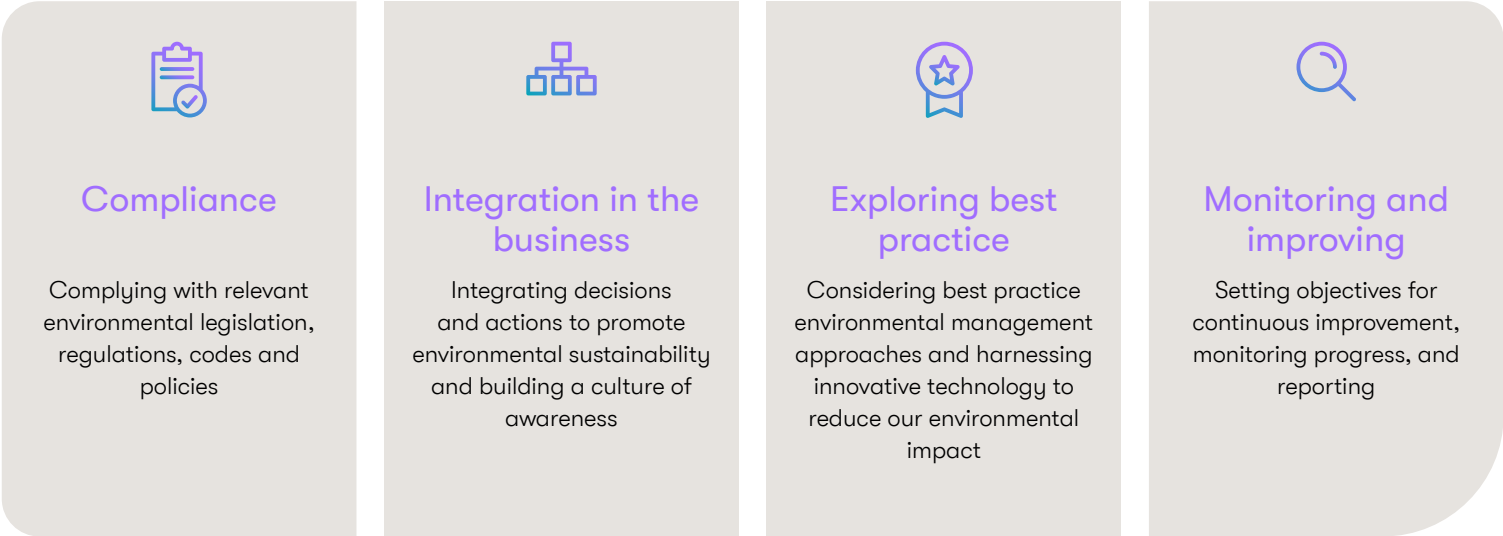 Compliance
Complying with relevant
environmental legislation,
regulations, codes and
policies
Integration in the
business
Integrating decisions
and actions to promote
environmental sustainability
and building a culture of
awareness
Exploring best
practice
Considering best practice
environmental management
approaches and harnessing
innovative technology to
reduce our environmental
impact
Monitoring and
improving
Setting objectives for
continuous improvement,
monitoring progress, and
reporting